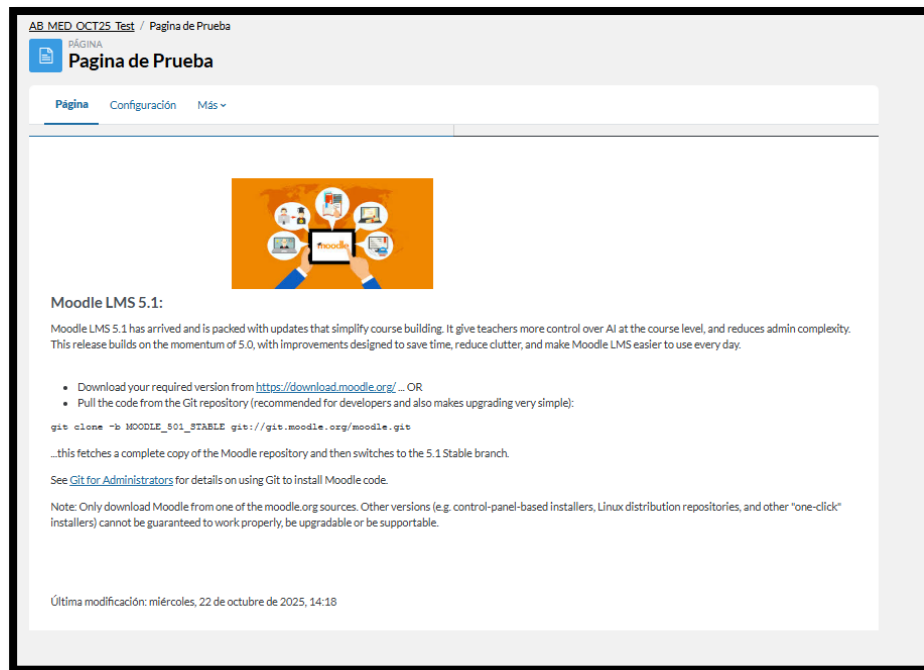 AB_MED_OCT25_Test / Pagina de Prueba
PÁGINA
Pagina de Prueba
Página Configuración Más
moodle
Moodle LMS 5.1:
Moodle LMS 5.1 has arrived and is packed with updates that simplify course building. It give teachers more control over AI at the course level, and reduces admin complexity.
This release builds on the momentum of 5.0, with improvements designed to save time, reduce clutter, and make Moodle LMS easier to use every day.
• Download your required version from https://download.moodle.org/ ... OR
• Pull the code from the Git repository (recommended for developers and also makes upgrading very simple):
git clone -b MOODLE_501_STABLE git://git.moodle.org/moodle.git
...this fetches a complete copy of the Moodle repository and then switches to the 5.1 Stable branch.
See Git for Administrators for details on using Git to install Moodle code.
Note: Only download Moodle from one of the moodle.org sources. Other versions (e.g. control-panel-based installers, Linux distribution repositories, and other "one-click"
installers) cannot be guaranteed to work properly, be upgradable or be supportable.
Última modificación: miércoles, 22 de octubre de 2025, 14:18